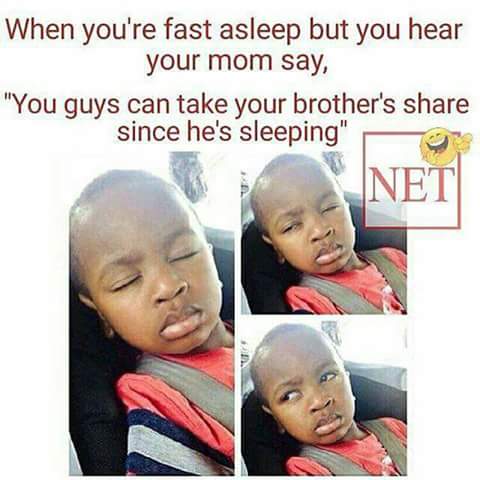 When you're fast asleep but you hear
your mom say,
"You guys can take your brother's share
since he's sleeping"
NET